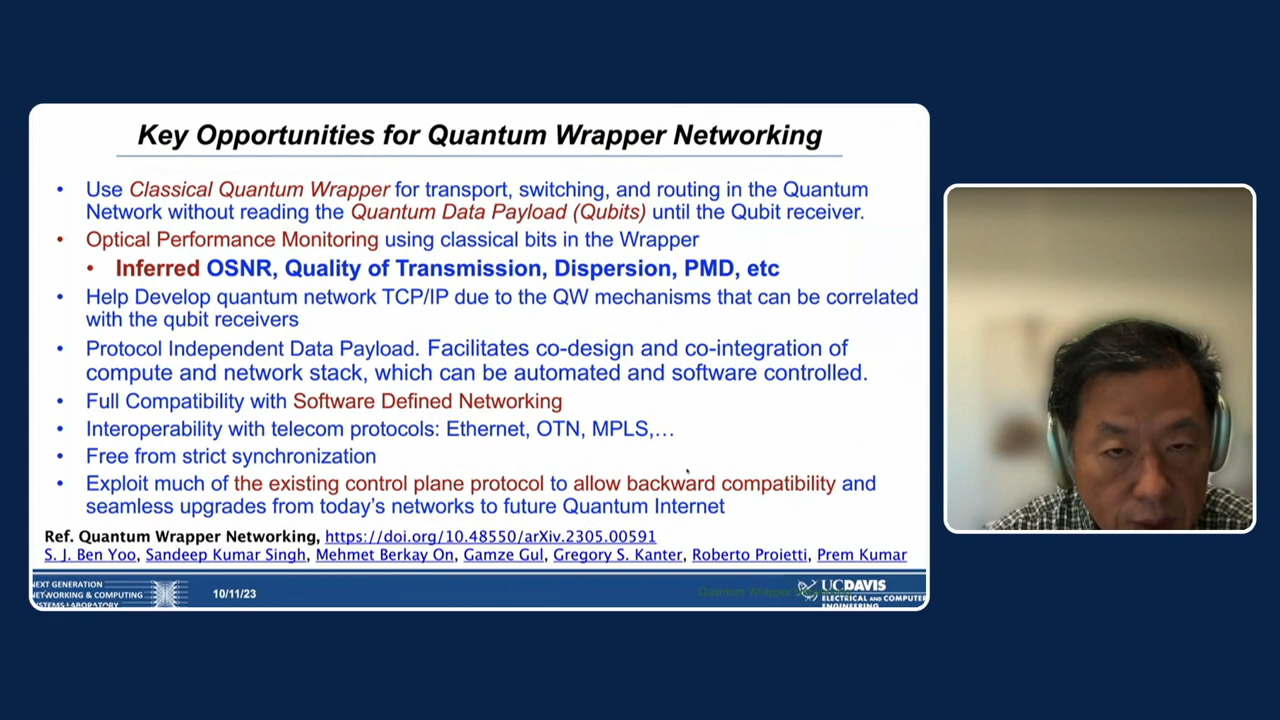 Key Opportunities for Quantum Wrapper Networking
• Use Classical Quantum Wrapper for transport, switching, and routing in the Quantum
Network without reading the Quantum Data Payload (Qubits) until the Qubit receiver.
• Optical Performance Monitoring using classical bits in the Wrapper
• Inferred OSNR, Quality of Transmission, Dispersion, PMD, etc
• Help Develop quantum network TCP/IP due to the QW mechanisms that can be correlated
with the qubit receivers
• Protocol Independent Data Payload. Facilitates co-design and co-integration of
compute and network stack, which can be automated and software controlled.
• Full Compatibility with Software Defined Networking
• Interoperability with telecom protocols: Ethernet, OTN, MPLS,…
• Free from strict synchronization
• Exploit much of the existing control plane protocol to allow backward compatibility and
seamless upgrades from today's networks to future Quantum Internet
Ref. Quantum Wrapper Networking, https://doi.org/10.48550/arXiv.2305.00591
S. J. Ben Yoo, Sandeep Kumar Singh, Mehmet Berkay On, Gamze Gul, Gregory S. Kanter, Roberto Proietti, Prem Kumar
NEXT GENERATION
NETWORKING & COMPUTING
SYSTEMS LABORATORY
10/11/23
Quantum Wrapper
UCDAVIS
ELECTRICAL AND COMPUTER
ENGINEERING